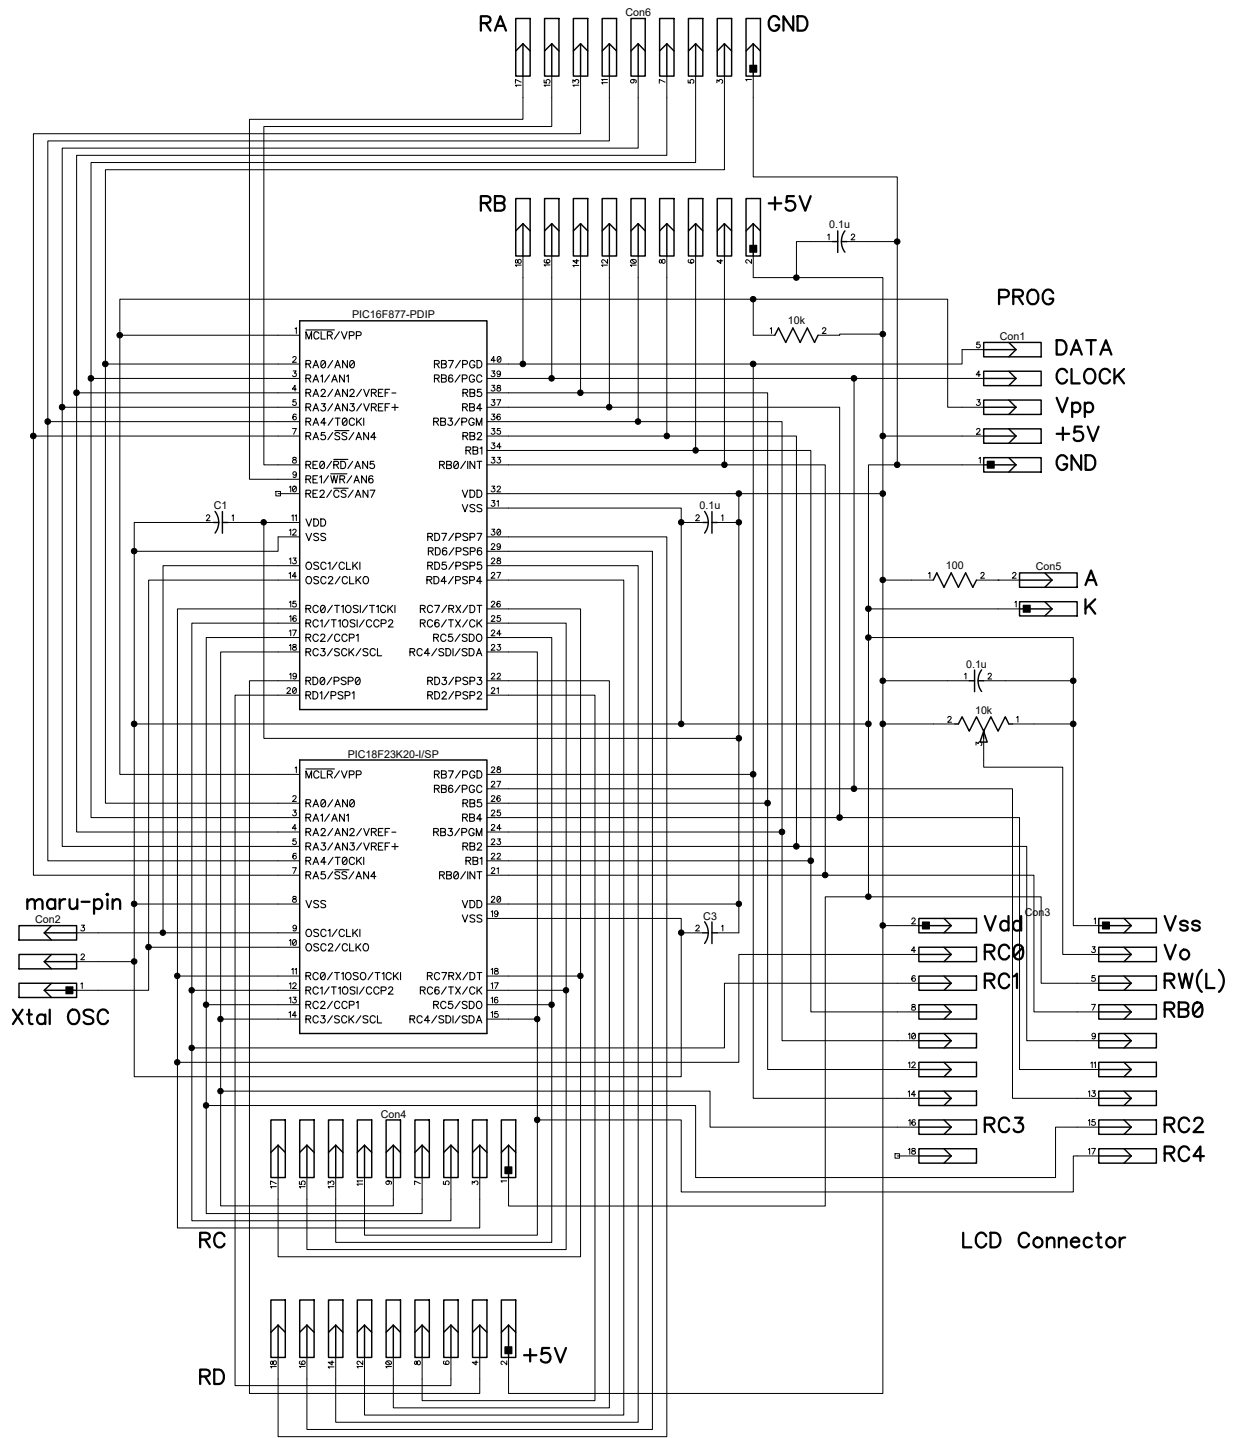 RA Con6 GND
17 15 13 11 9 7 5 3 1
RB +5V
0.1u
1 2
18 16 14 12 10 8 6 4 2
PROG
PIC16F877-PDIP
1 10k 2
1 MCLR/VPP
5 Con1 DATA
2 RA0/AN0 RB7/PGD 40
3 RA1/AN1 RB6/PGC 39
4 CLOCK
4 RA2/AN2/VREF- RB5 38
5 RA3/AN3/VREF+ RB4 37
3 Vpp
6 RA4/T0CKI RB3/PGM 36
7 RA5/SS/AN4 RB2 35
2 +5V
RB1 34
8 RE0/RD/AN5 RB0/INT 33
1 GND
9 RE1/WR/AN6
10 RE2/CS/AN7 VDD 32
VSS 31
C1
2 1
0.1u
2 1
11 VDD
12 VSS RD7/PSP7 30
RD6/PSP6 29
13 OSC1/CLKI RD5/PSP5 28
14 OSC2/CLKO RD4/PSP4 27
100
1 2
2 Con5 A
15 RC0/T1OSI/T1CKI RC7/RX/DT 26
1 K
16 RC1/T1OSI/CCP2 RC6/TX/CK 25
17 RC2/CCP1 RC5/SDO 24
18 RC3/SCK/SCL RC4/SDI/SDA 23
0.1u
1 2
19 RD0/PSP0 RD3/PSP3 22
20 RD1/PSP1 RD2/PSP2 21
10k
2 1
3
PIC18F23K20-I/SP
1 MCLR/VPP RB7/PGD 28
RB6/PGC 27
2 RA0/AN0 RB5 26
3 RA1/AN1 RB4 25
4 RA2/AN2/VREF- RB3/PGM 24
5 RA3/AN3/VREF+ RB2 23
6 RA4/T0CKI RB1 22
7 RA5/SS/AN4 RB0/INT 21
maru-pin
8 VSS VDD 20
VSS 19
C3
2 1
Con2
3
2
1
Xtal OSC
9 OSC1/CLKI
10 OSC2/CLKO
11 RC0/T1OSO/T1CKI RC7RX/DT 18
12 RC1/T1OSI/CCP2 RC6/TX/CK 17
13 RC2/CCP1 RC5/SDO 16
14 RC3/SCK/SCL RC4/SDI/SDA 15
2 Vdd Con3 1 Vss
4 RC0 3 Vo
6 RC1 5 RW(L)
8 7 RB0
10 9
12 11
14 13
16 RC3 15 RC2
18 17 RC4
Con4
17 15 13 11 9 7 5 3 1
RC
LCD Connector
18 16 14 12 10 8 6 4 2
+5V
RD